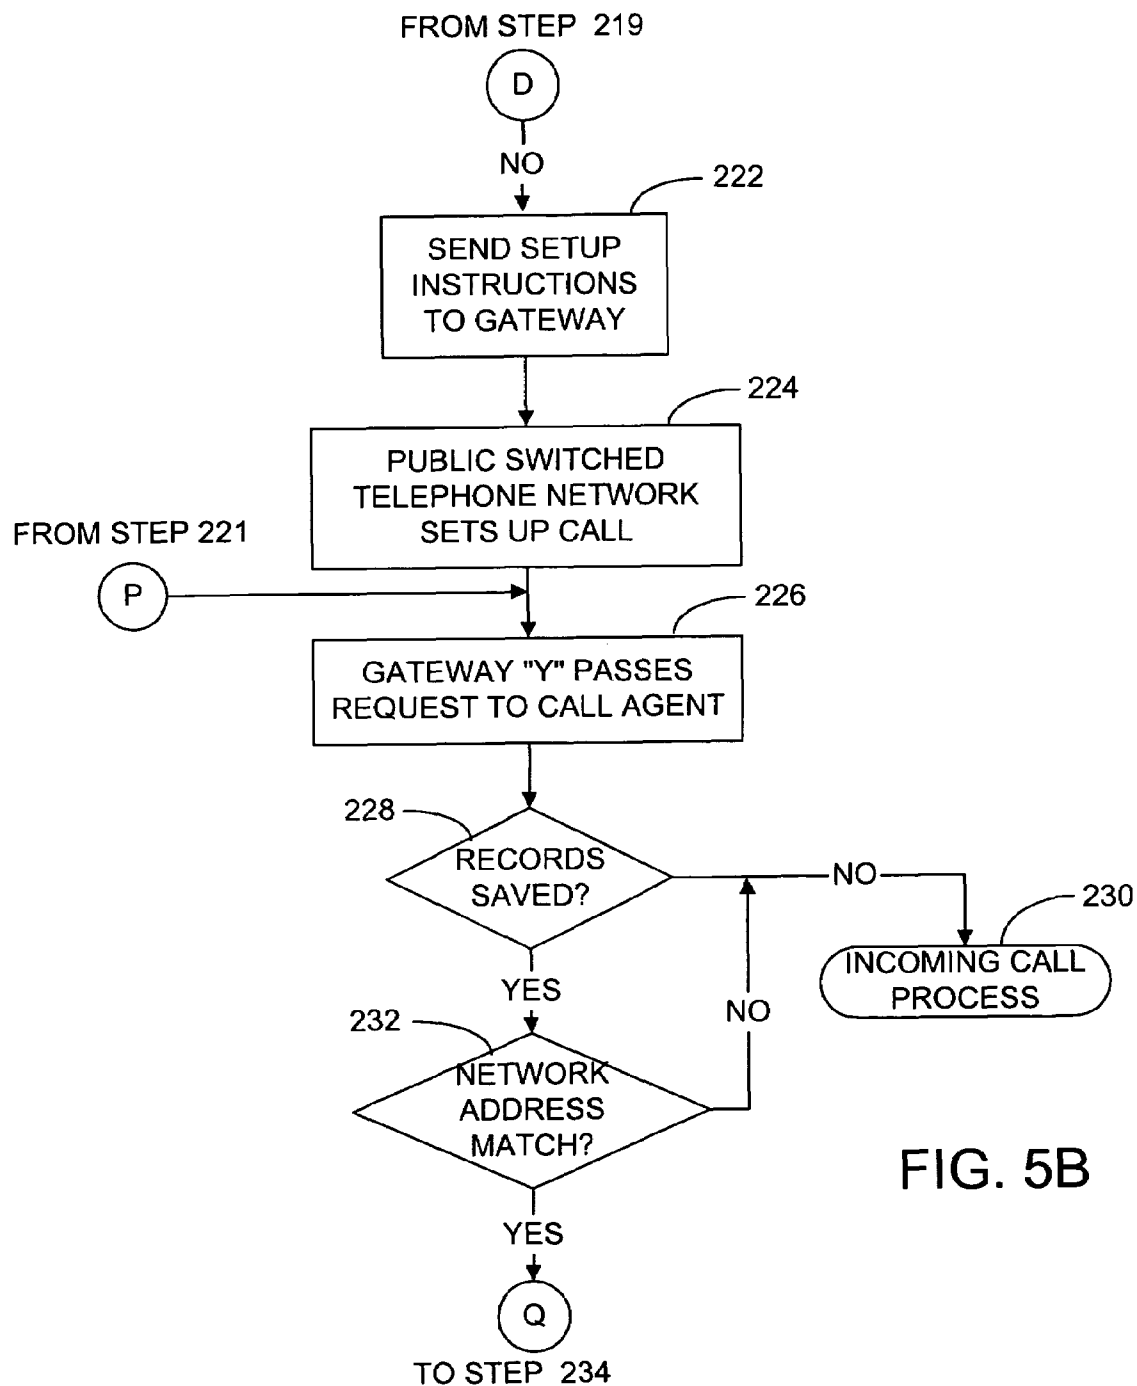 FROM STEP 219
D
NO
222
SEND SETUP
INSTRUCTIONS
TO GATEWAY
224
PUBLIC SWITCHED
TELEPHONE NETWORK
SETS UP CALL
FROM STEP 221
P
226
GATEWAY "Y" PASSES
REQUEST TO CALL AGENT
228
RECORDS
SAVED?
NO
230
INCOMING CALL
PROCESS
YES
NO
232
NETWORK
ADDRESS
MATCH?
FIG. 5B
YES
Q
TO STEP 234